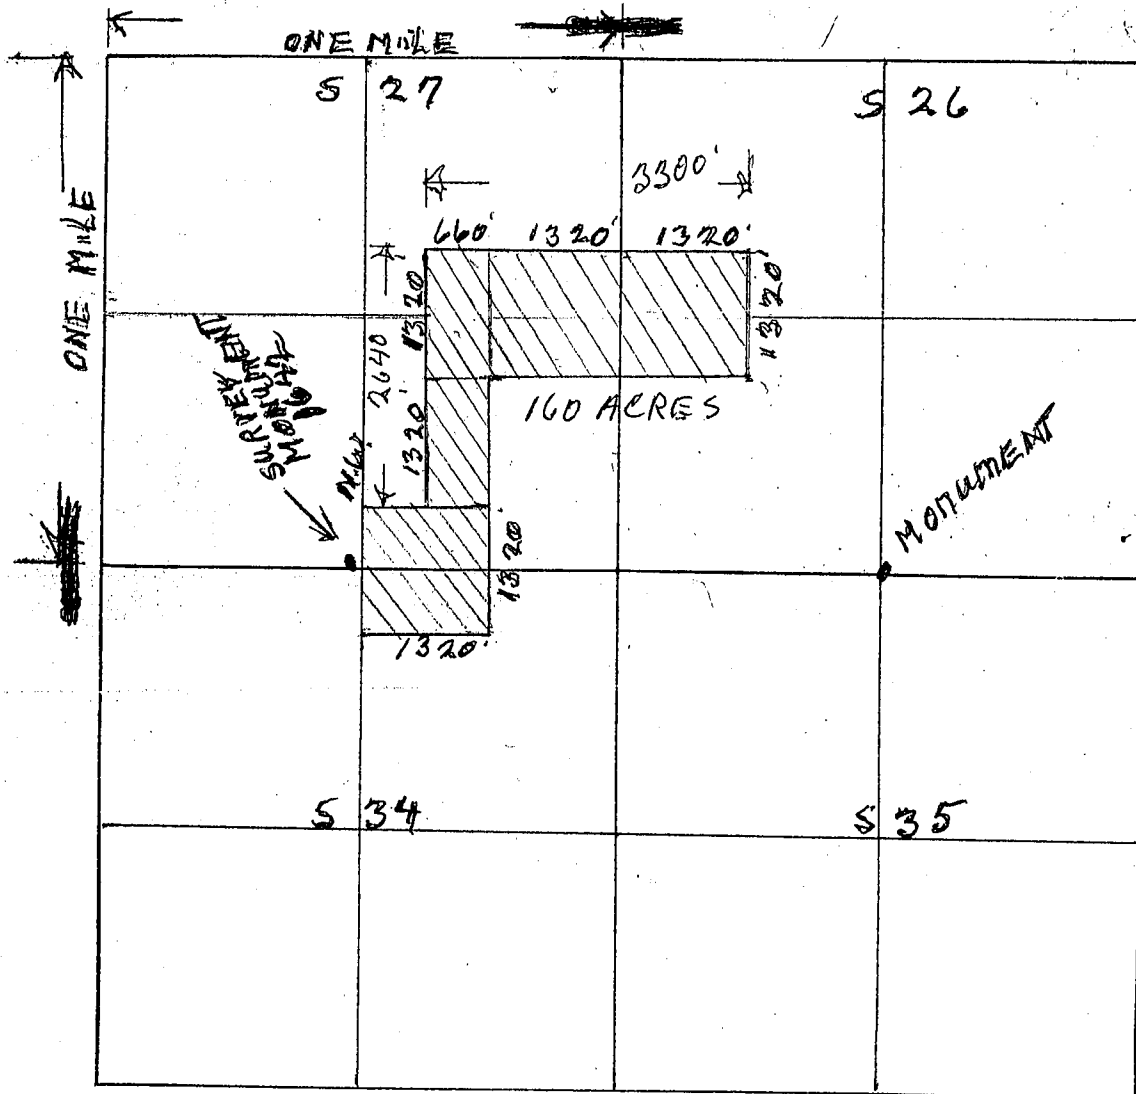 ONE MILE
S 27
S 26
3300'
ONE MILE
660' 1320' 1320'
1320
1320'
2640
SURVEY
MONUMENT
160 ACRES
1320'
MONUMENT
1320
1320'
S 34
S 35